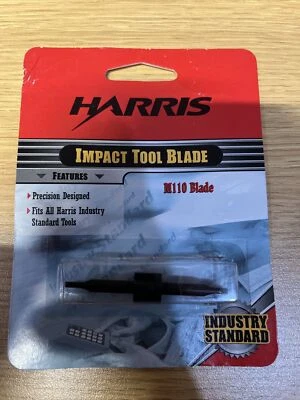 HARRIS
IMPACT TOOL BLADE
FEATURES
M110 Blade
Precision Designed
Fits All Harris Industry
Standard Tools
INDUSTRY
STANDARD